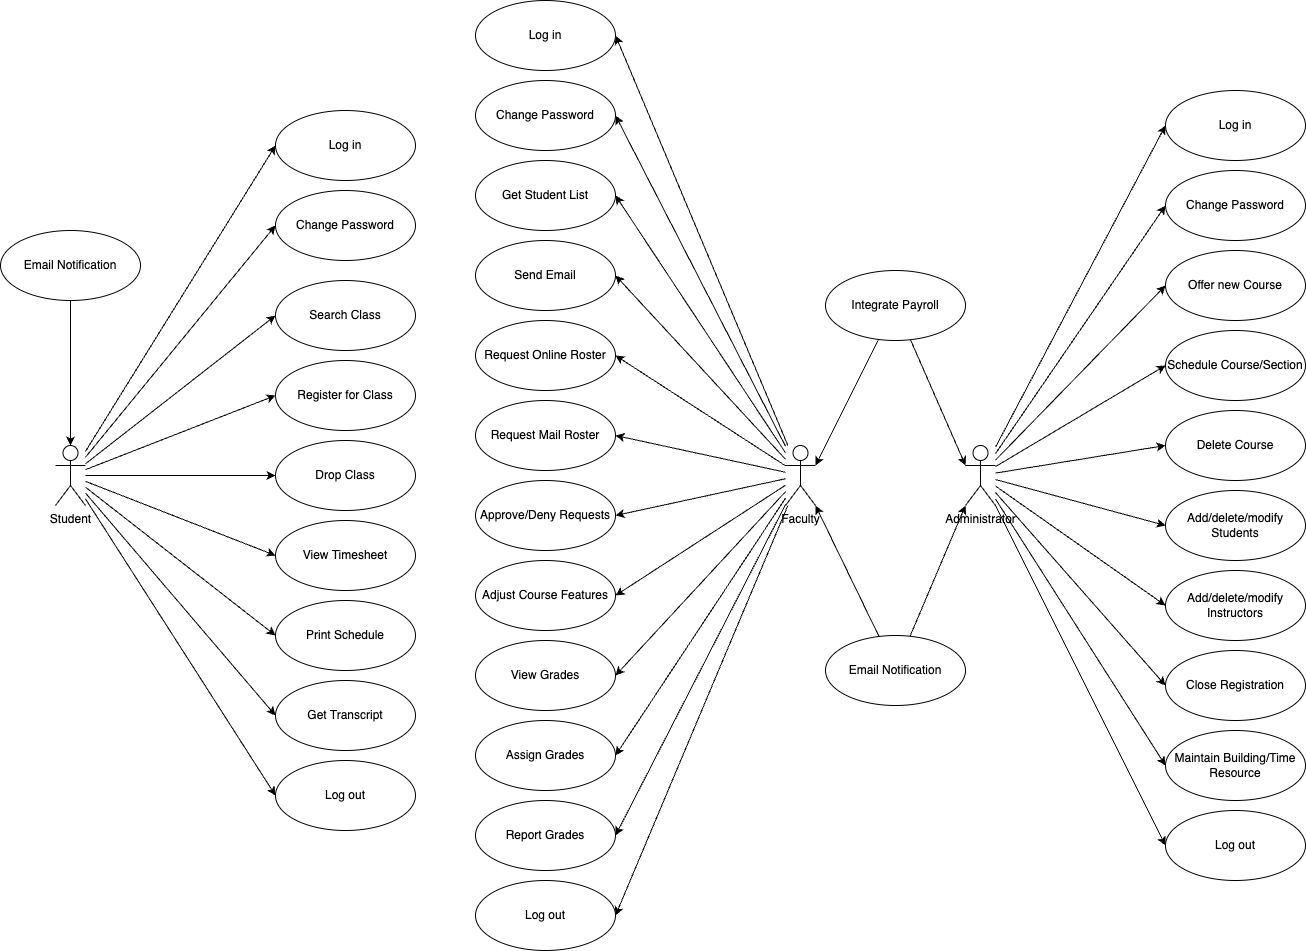 Email Notification
Student
Log in
Change Password
Search Class
Register for Class
Drop Class
View Timesheet
Print Schedule
Get Transcript
Log out
Log in
Change Password
Get Student List
Send Email
Request Online Roster
Request Mail Roster
Approve/Deny Requests
Adjust Course Features
View Grades
Assign Grades
Report Grades
Log out
Faculty
Integrate Payroll
Email Notification
Administrator
Log in
Change Password
Offer new Course
Schedule Course/Section
Delete Course
Add/delete/modify
Students
Add/delete/modify
Instructors
Close Registration
Maintain Building/Time
Resource
Log out